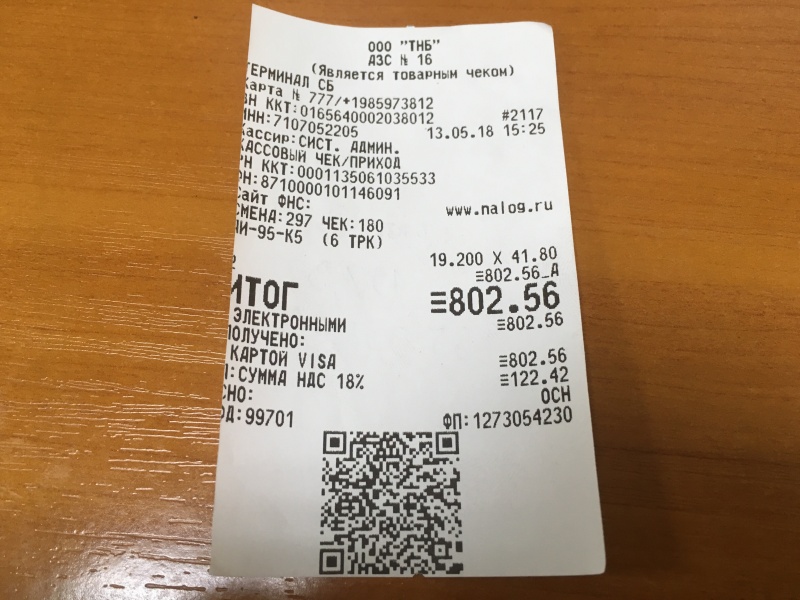 ООО "ТНБ"
АЗС № 16
(Является товарным чеком)
ТЕРМИНАЛ СБ
Карта № 777/+1985973812
ЗН ККТ:0165640002038012 #2117
ИНН:7107052205 13.05.18 15:25
Кассир:СИСТ. АДМИН.
КАССОВЫЙ ЧЕК/ПРИХОД
РН ККТ:0001135061035533
ФН:8710000101146091
Сайт ФНС: www.nalog.ru
СМЕНА:297 ЧЕК:180
АИ-95-К5 (6 ТРК)
19.200 X 41.80
≡802.56_А
ИТОГ ≡802.56
ЭЛЕКТРОННЫМИ ≡802.56
ПОЛУЧЕНО:
КАРТОЙ VISA ≡802.56
:СУММА НДС 18% ≡122.42
СНО: ОСН
:99701 ФП:1273054230